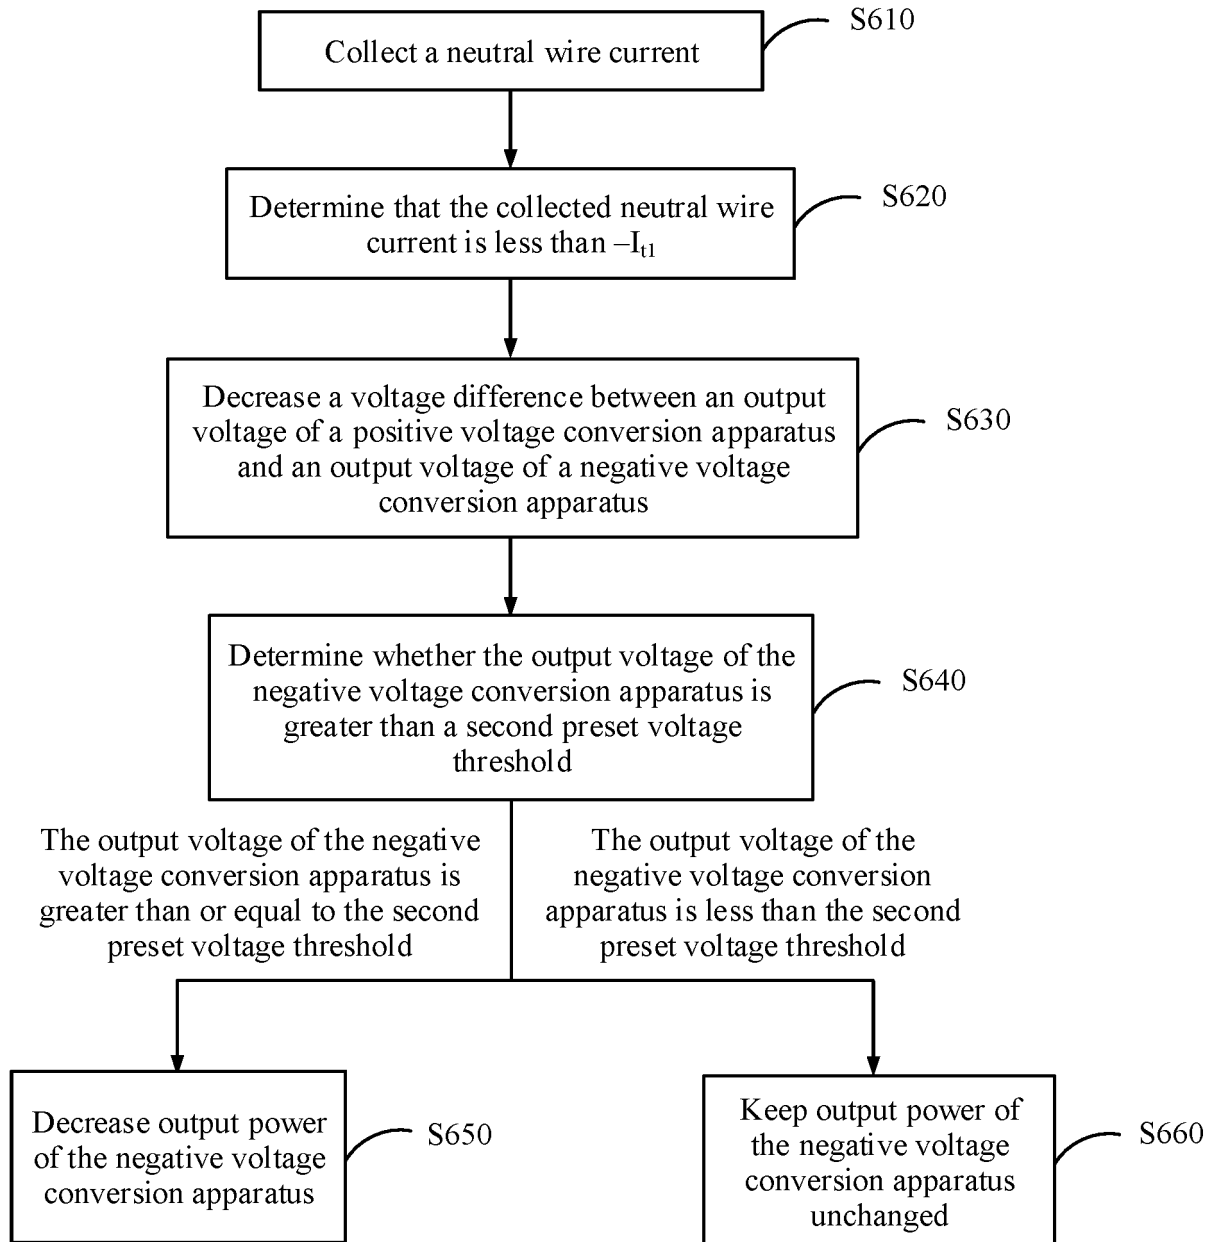 Collect a neutral wire current
S610
Determine that the collected neutral wire
current is less than –I_t1
S620
Decrease a voltage difference between an output
voltage of a positive voltage conversion apparatus
and an output voltage of a negative voltage
conversion apparatus
S630
Determine whether the output voltage of the
negative voltage conversion apparatus is
greater than a second preset voltage
threshold
S640
The output voltage of the negative
voltage conversion apparatus is
greater than or equal to the second
preset voltage threshold
The output voltage of the
negative voltage conversion
apparatus is less than the second
preset voltage threshold
Decrease output power
of the negative voltage
conversion apparatus
S650
Keep output power of
the negative voltage
conversion apparatus
unchanged
S660